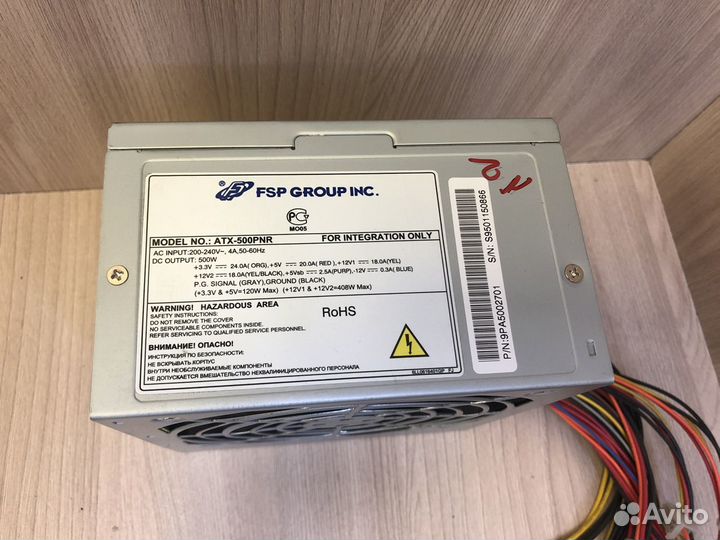 FSP GROUP INC.
PC
MO05
MODEL NO.: ATX-500PNR FOR INTEGRATION ONLY
AC INPUT:200-240V~, 4A,50-60Hz
DC OUTPUT: 500W
+3.3V ⎓ 24.0A( ORG),+5V ⎓ 20.0A( RED ),+12V1 ⎓ 18.0A(YEL)
+12V2 ⎓ 18.0A(YEL/BLACK),+5Vsb ⎓ 2.5A(PURP),-12V ⎓ 0.3A( BLUE)
P.G. SIGNAL (GRAY),GROUND (BLACK)
(+3.3V & +5V=120W Max) (+12V1 & +12V2=408W Max)
WARNING! HAZARDOUS AREA
SAFETY INSTRUCTIONS:
DO NOT REMOVE THE COVER
NO SERVICEABLE COMPONENTS INSIDE.
REFER SERVICING TO QUALIFIED SERVICE PERSONNEL.
RoHS
ВНИМАНИЕ! ОПАСНО!
ИНСТРУКЦИЯ ПО БЕЗОПАСНОСТИ:
НЕ ВСКРЫВАТЬ КОРПУС
ВНУТРИ НЕОБСЛУЖИВАЕМЫЕ КОМПОНЕНТЫ
НЕ ДОПУСКАЕТСЯ ВМЕШАТЕЛЬСТВО НЕКВАЛИФИЦИРОВАННОГО ПЕРСОНАЛА
S/N: S9501150866
P/N:9PA5002701
Avito